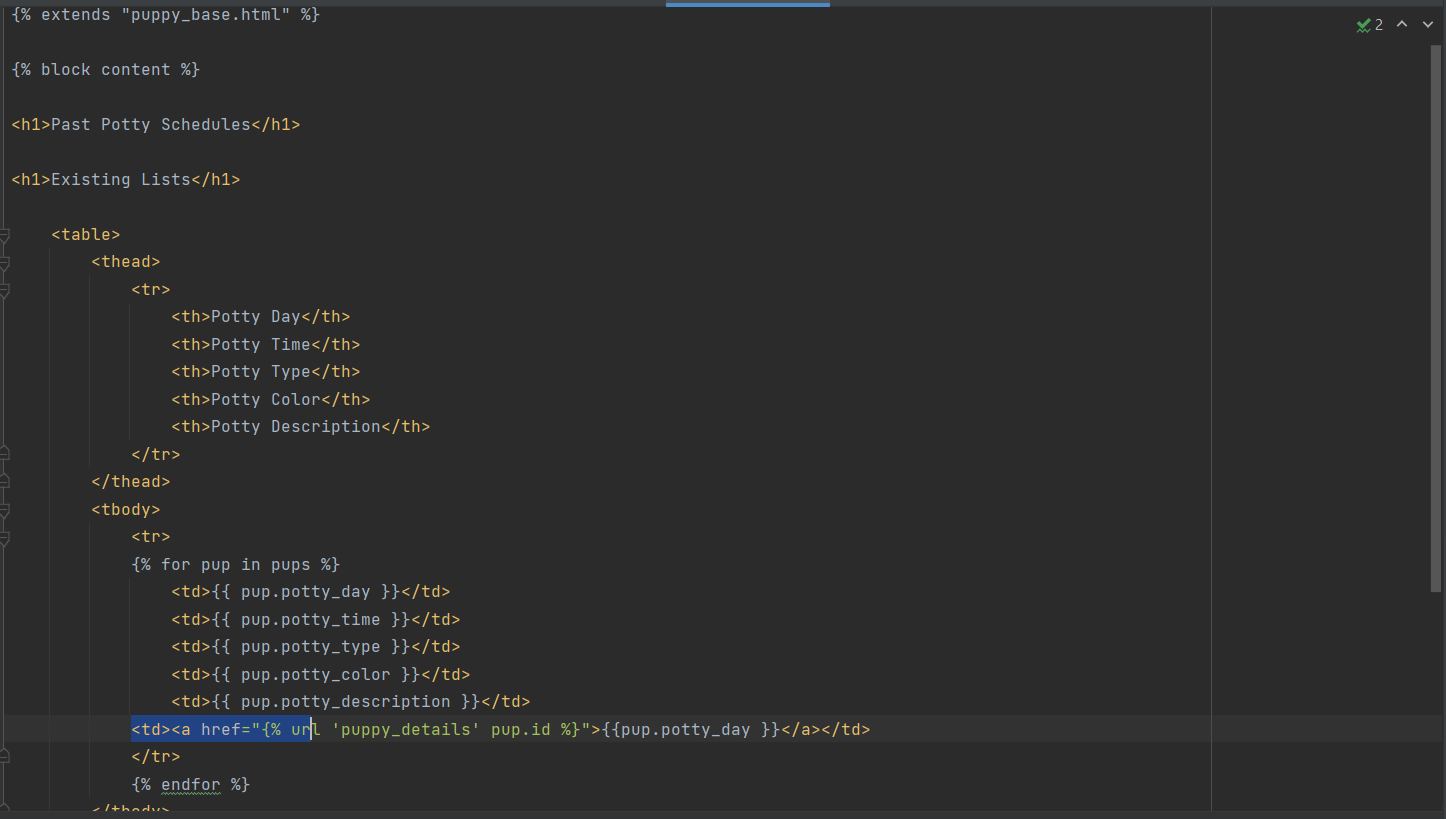 {% extends "puppy_base.html" %}
2
{% block content %}
<h1>Past Potty Schedules</h1>
<h1>Existing Lists</h1>
<table>
<thead>
<tr>
<th>Potty Day</th>
<th>Potty Time</th>
<th>Potty Type</th>
<th>Potty Color</th>
<th>Potty Description</th>
</tr>
</thead>
<tbody>
<tr>
{% for pup in pups %}
<td>{{ pup.potty_day }}</td>
<td>{{ pup.potty_time }}</td>
<td>{{ pup.potty_type }}</td>
<td>{{ pup.potty_color }}</td>
<td>{{ pup.potty_description }}</td>
<td><a href="{% url 'puppy_details' pup.id %}">{{pup.potty_day }}</a></td>
</tr>
{% endfor %}
</tbody>